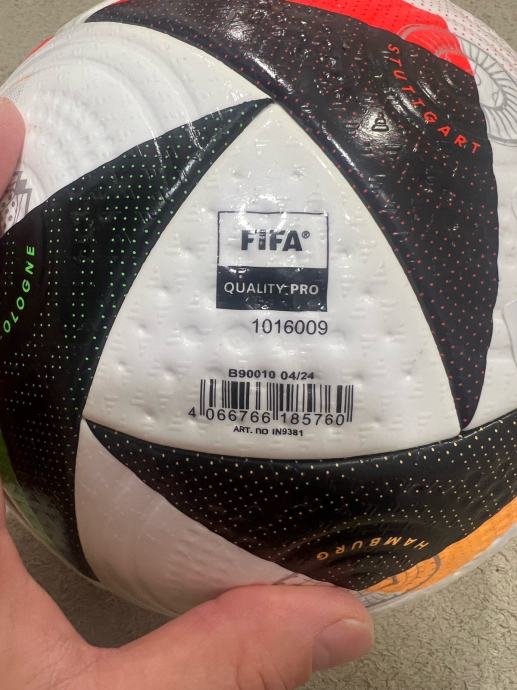 STUTTGART
FIFA®
QUALITY PRO
1016009
OLOGNE
B90010 04/24
4 066766 185760
ART. no IN9381
HAMBURG